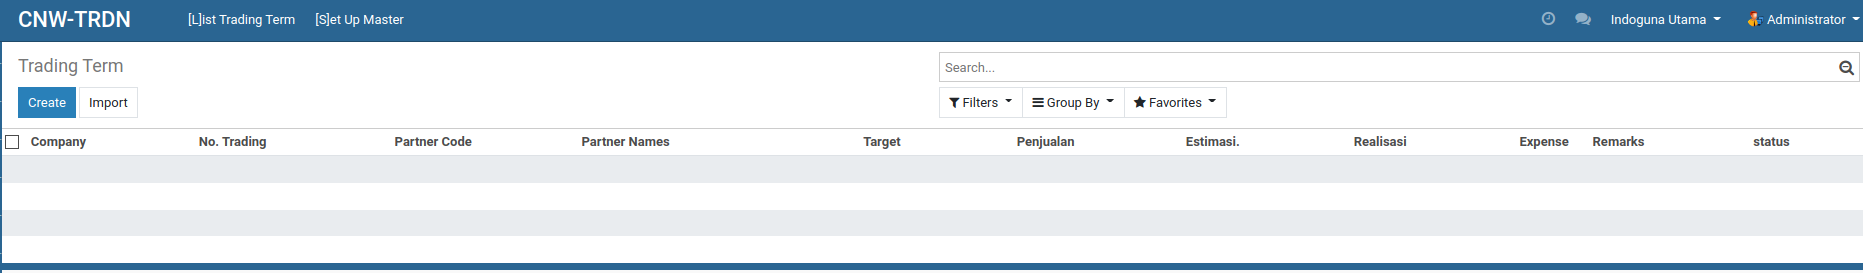 CNW-TRDN [L]ist Trading Term [S]et Up Master Indoguna Utama Administrator
Trading Term
Search...
Create Import Filters Group By Favorites
Company No. Trading Partner Code Partner Names Target Penjualan Estimasi. Realisasi Expense Remarks status